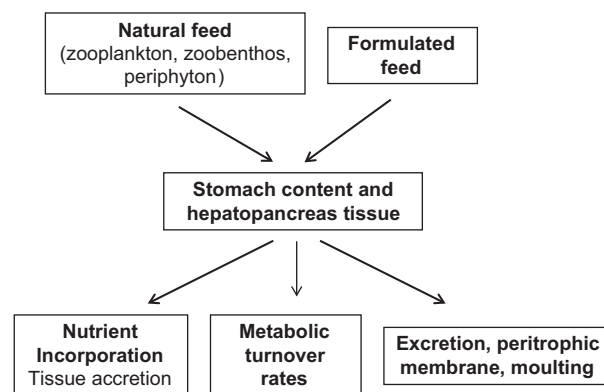 Natural feed
(zooplankton, zoobenthos,
periphyton)
Formulated
feed
Stomach content and
hepatopancreas tissue
Nutrient
Incorporation
Tissue accretion
Metabolic
turnover
rates
Excretion, peritrophic
membrane, moulting